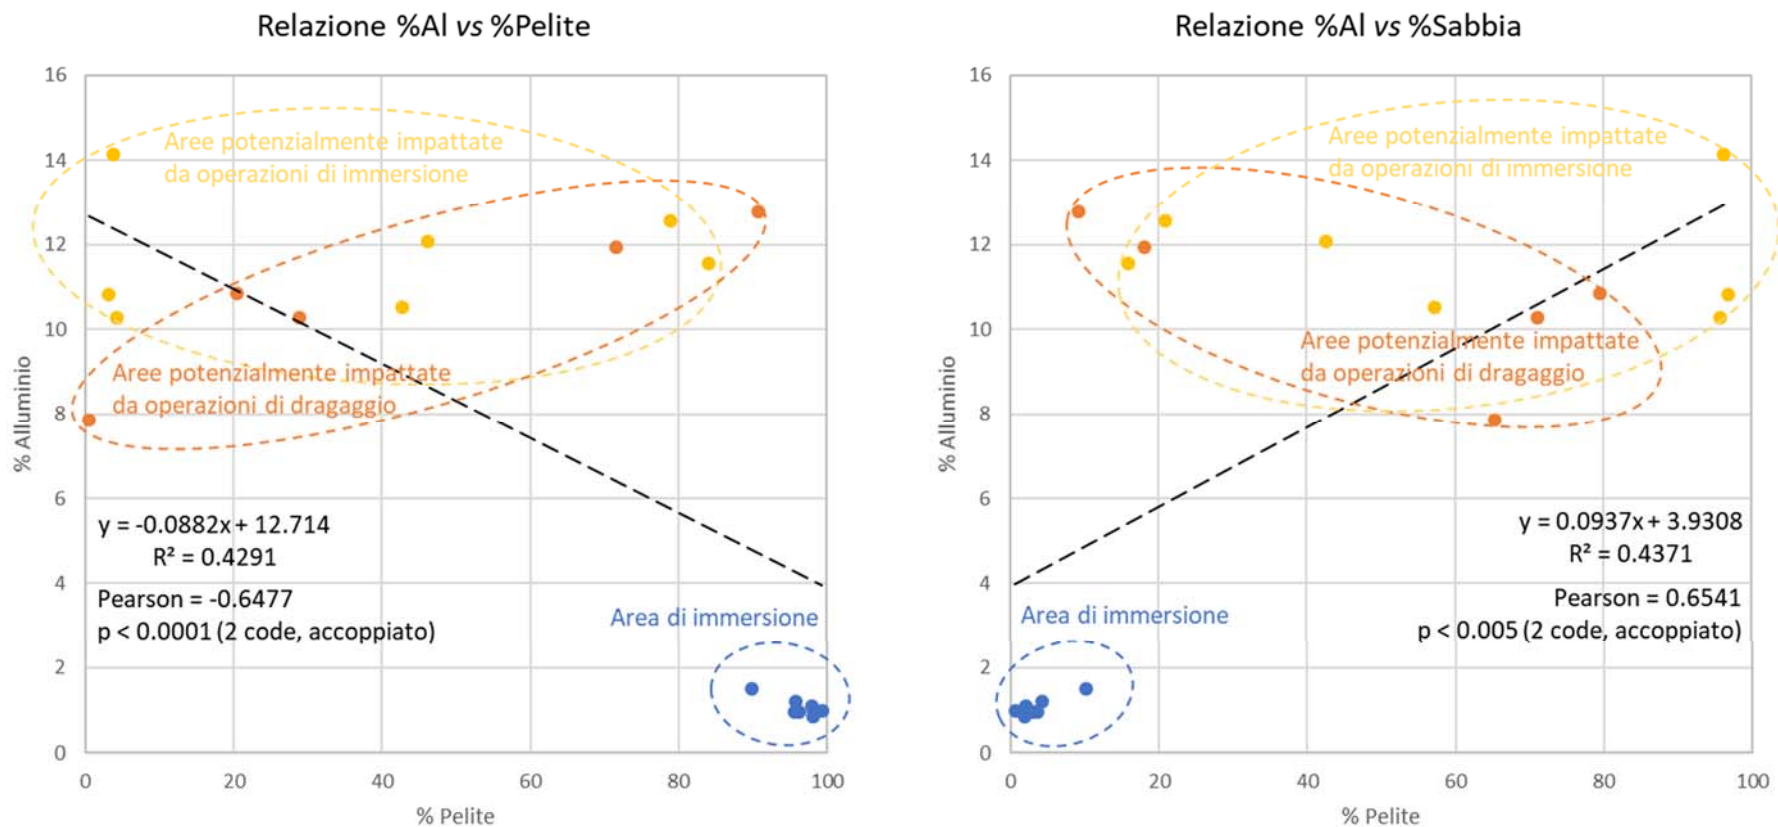 Relazione %Al vs %Pelite
16
14
12
10
8
6
4
2
0
% Alluminio
Aree potenzialmente impattate
da operazioni di immersione
Aree potenzialmente impattate
da operazioni di dragaggio
y = -0.0882x + 12.714
R² = 0.4291
Pearson = -0.6477
p < 0.0001 (2 code, accoppiato)
Area di immersione
0 20 40 60 80 100
% Pelite
Relazione %Al vs %Sabbia
16
14
12
10
8
6
4
2
0
% Alluminio
Aree potenzialmente impattate
da operazioni di immersione
Aree potenzialmente impattate
da operazioni di dragaggio
y = 0.0937x + 3.9308
R² = 0.4371
Pearson = 0.6541
p < 0.005 (2 code, accoppiato)
Area di immersione
0 20 40 60 80 100
% Pelite